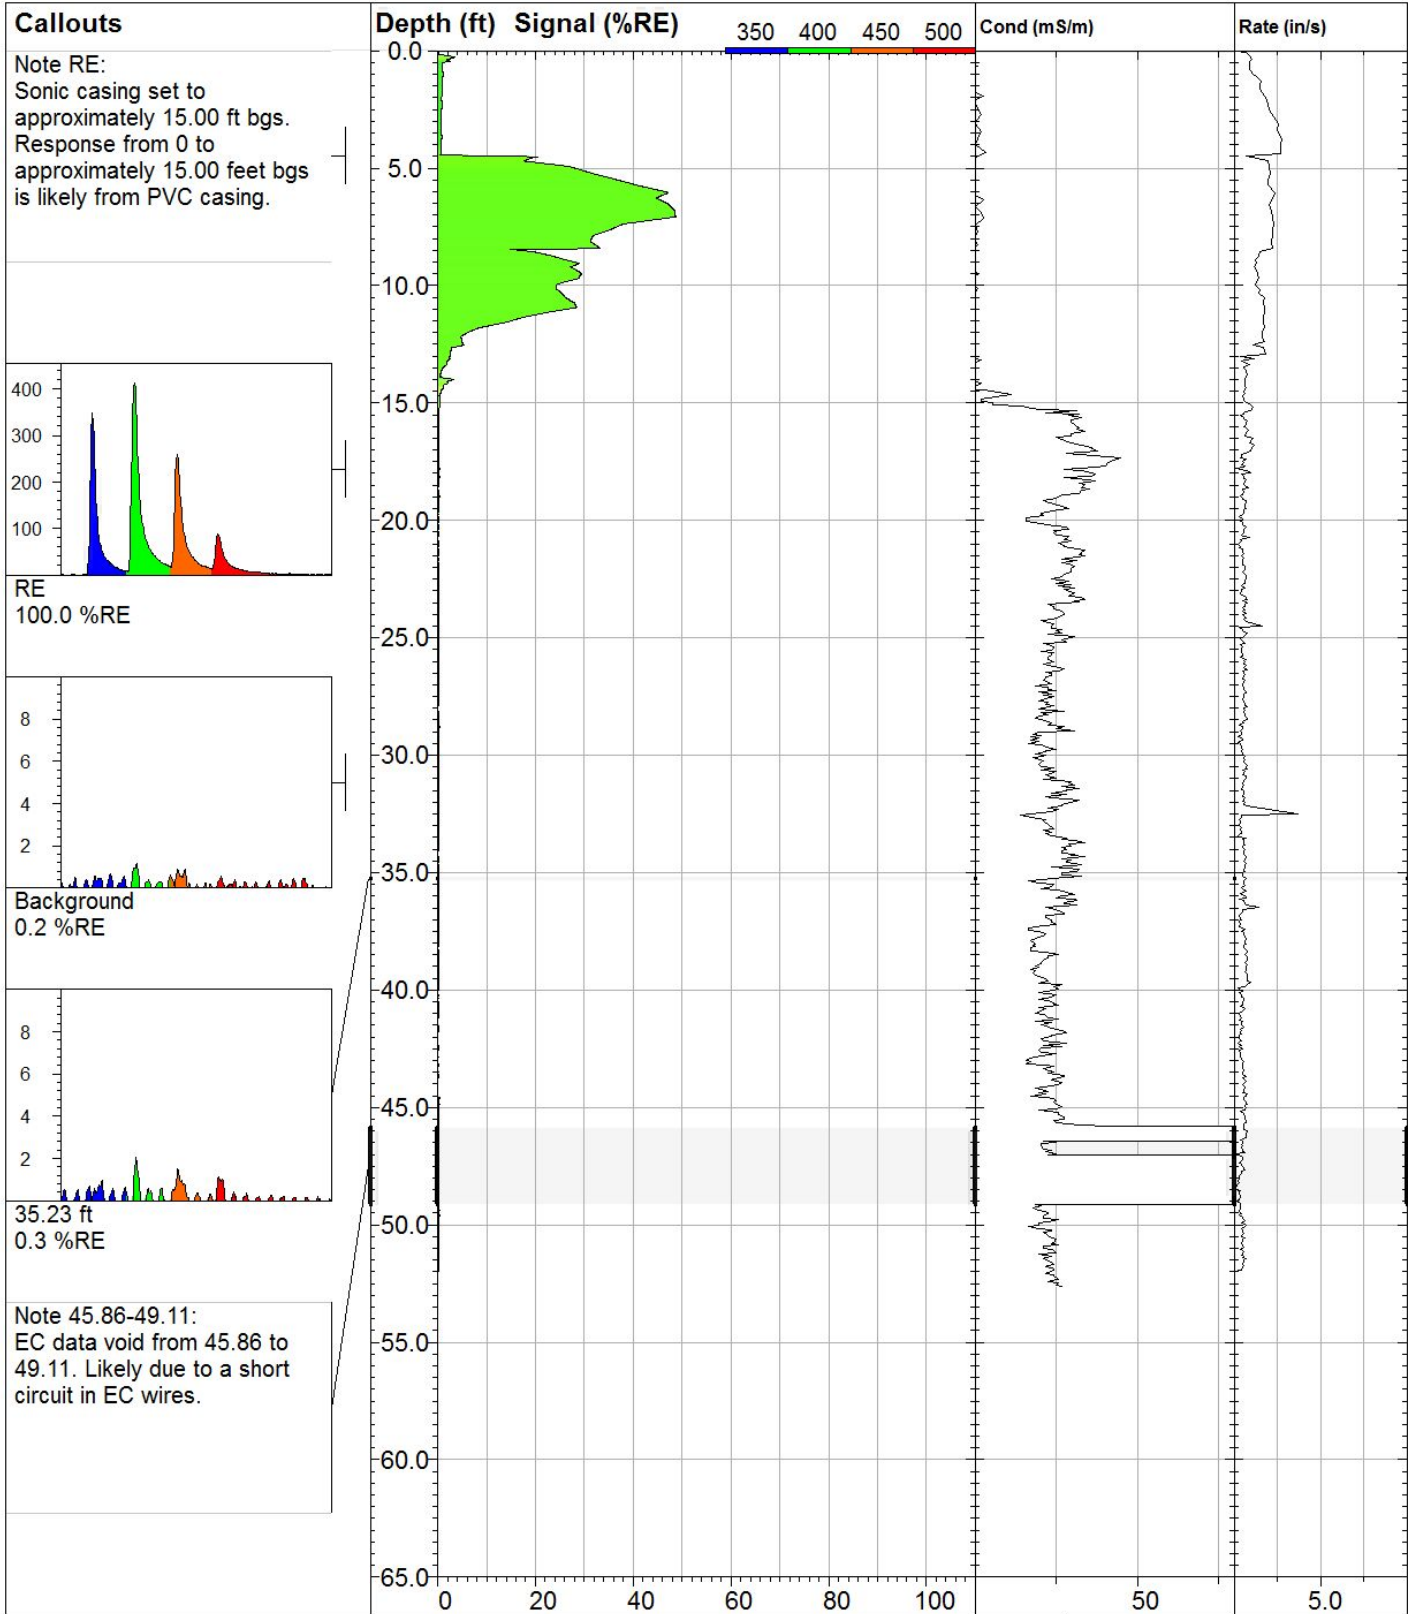 Callouts
Depth (ft) Signal (%RE)
350 400 450 500
Cond (mS/m)
Rate (in/s)
Note RE:
Sonic casing set to
approximately 15.00 ft bgs.
Response from 0 to
approximately 15.00 feet bgs
is likely from PVC casing.
400
300
200
100
RE
100.0 %RE
8
6
4
2
Background
0.2 %RE
8
6
4
2
35.23 ft
0.3 %RE
Note 45.86-49.11:
EC data void from 45.86 to
49.11. Likely due to a short
circuit in EC wires.
0.0
5.0
10.0
15.0
20.0
25.0
30.0
35.0
40.0
45.0
50.0
55.0
60.0
65.0
0 20 40 60 80 100
50
5.0